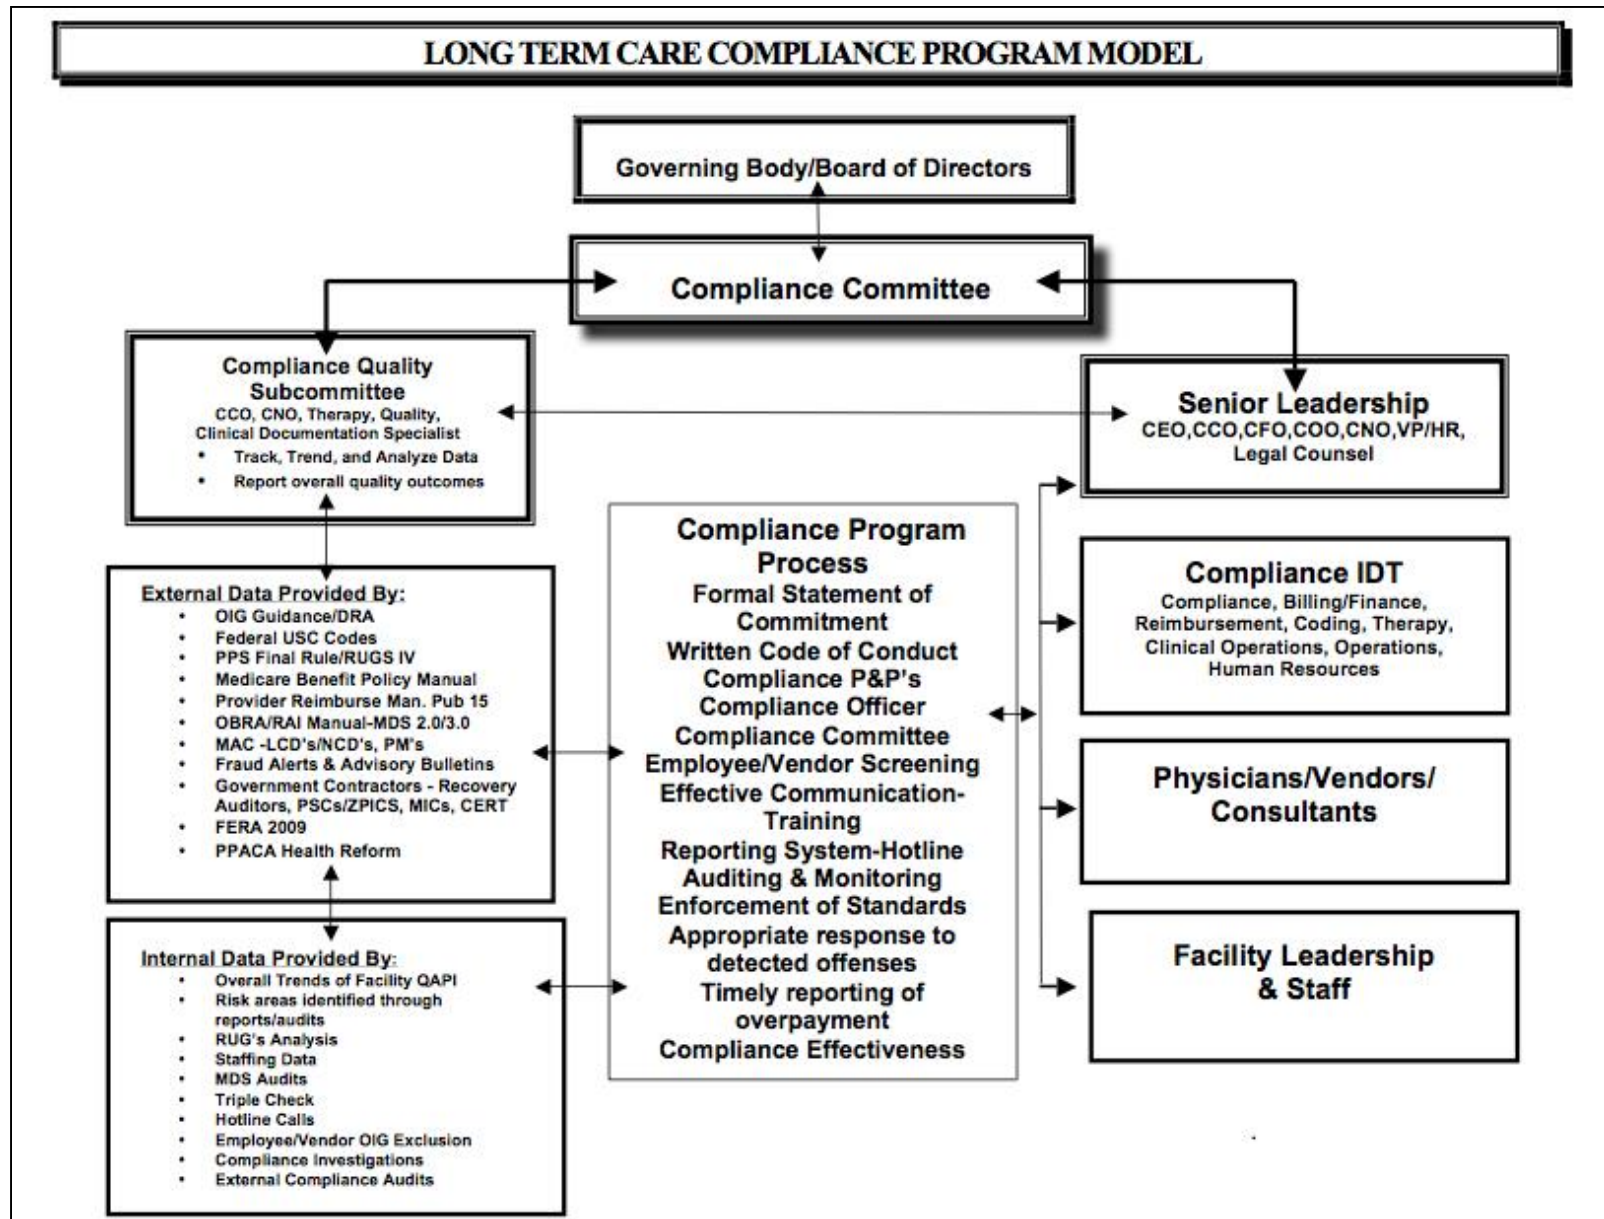 LONG TERM CARE COMPLIANCE PROGRAM MODEL
Governing Body/Board of Directors
Compliance Committee
Compliance Quality
Subcommittee
CCO, CNO, Therapy, Quality,
Clinical Documentation Specialist
• Track, Trend, and Analyze Data
• Report overall quality outcomes
Senior Leadership
CEO,CCO,CFO,COO,CNO,VP/HR,
Legal Counsel
External Data Provided By:
• OIG Guidance/DRA
• Federal USC Codes
• PPS Final Rule/RUGS IV
• Medicare Benefit Policy Manual
• Provider Reimburse Man. Pub 15
• OBRA/RAI Manual-MDS 2.0/3.0
• MAC -LCD's/NCD's, PM's
• Fraud Alerts & Advisory Bulletins
• Government Contractors - Recovery
Auditors, PSCs/ZPICS, MICs, CERT
• FERA 2009
• PPACA Health Reform
Internal Data Provided By:
• Overall Trends of Facility QAPI
• Risk areas identified through
reports/audits
• RUG's Analysis
• Staffing Data
• MDS Audits
• Triple Check
• Hotline Calls
• Employee/Vendor OIG Exclusion
• Compliance Investigations
• External Compliance Audits
Compliance Program
Process
Formal Statement of
Commitment
Written Code of Conduct
Compliance P&P's
Compliance Officer
Compliance Committee
Employee/Vendor Screening
Effective Communication-
Training
Reporting System-Hotline
Auditing & Monitoring
Enforcement of Standards
Appropriate response to
detected offenses
Timely reporting of
overpayment
Compliance Effectiveness
Compliance IDT
Compliance, Billing/Finance,
Reimbursement, Coding, Therapy,
Clinical Operations, Operations,
Human Resources
Physicians/Vendors/
Consultants
Facility Leadership
& Staff